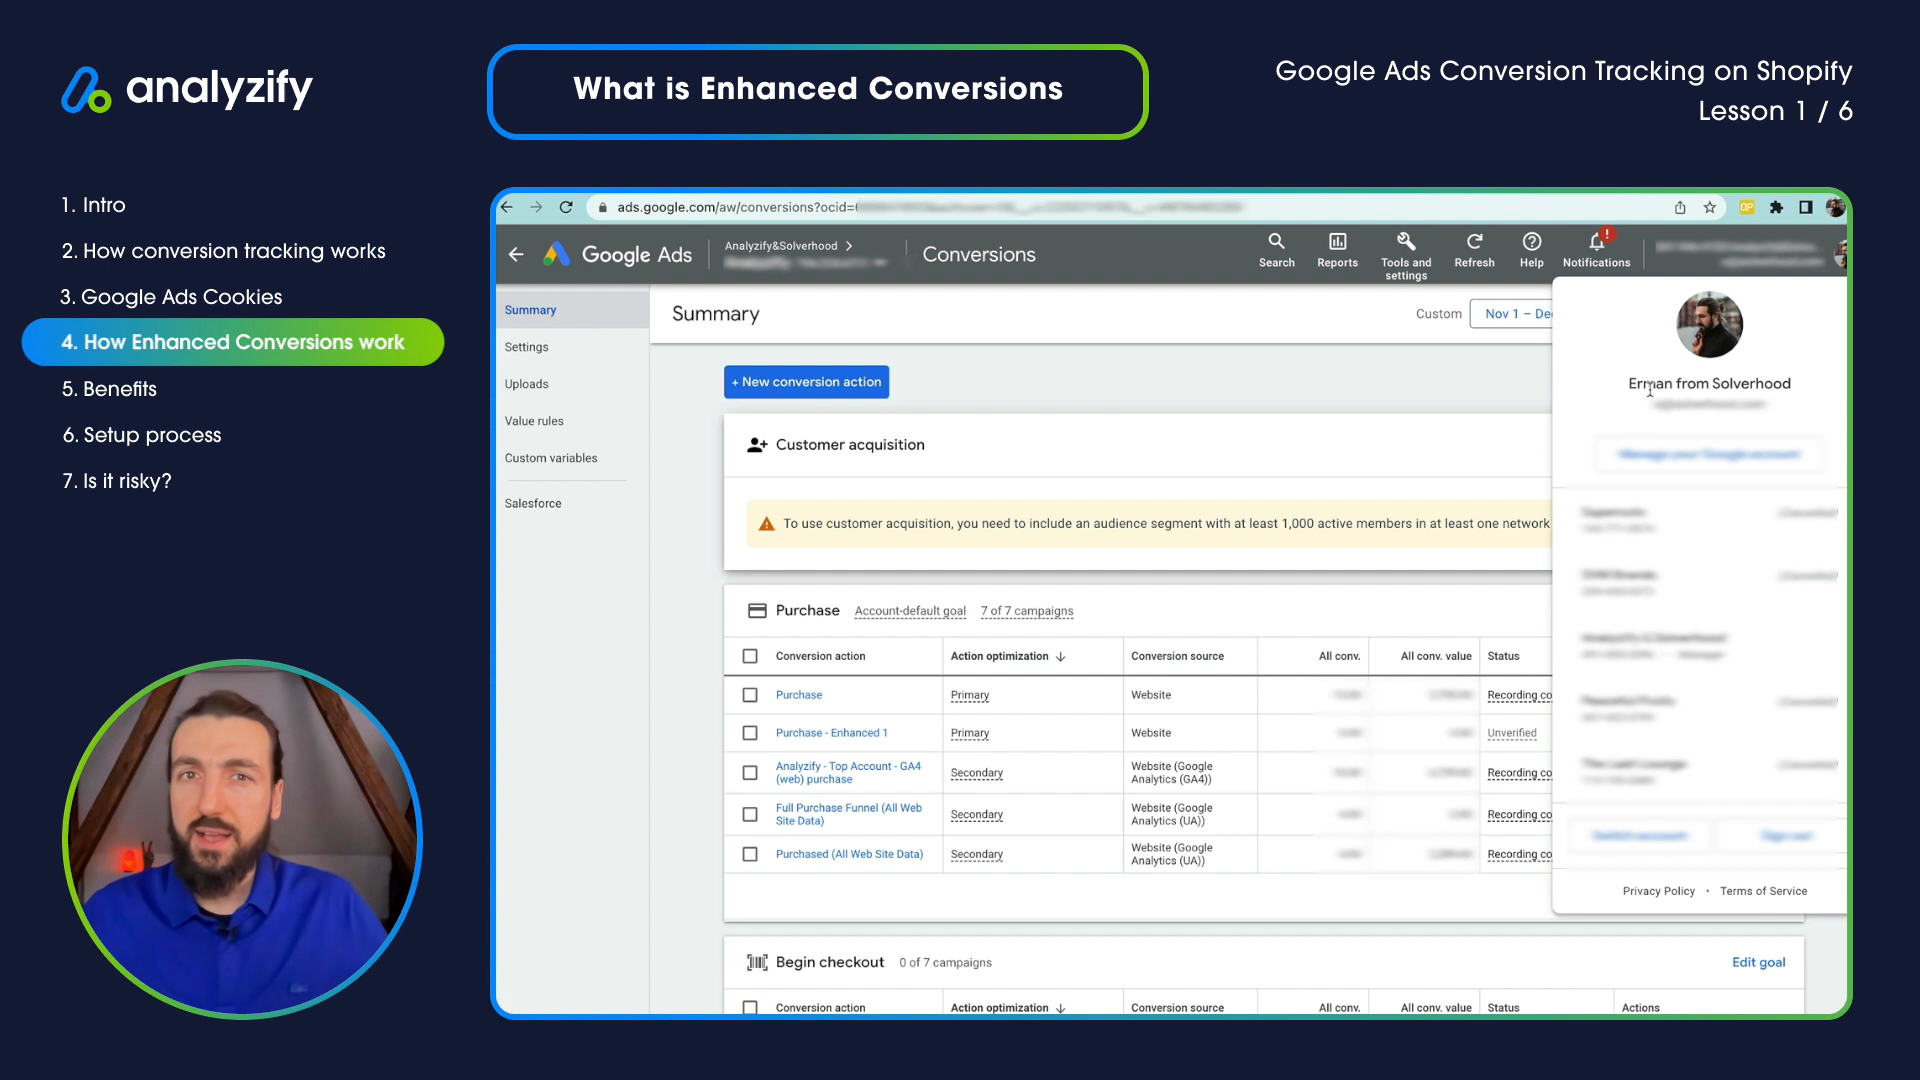 analyzify
What is Enhanced Conversions
Google Ads Conversion Tracking on Shopify
Lesson 1 / 6
1. Intro
2. How conversion tracking works
3. Google Ads Cookies
4. How Enhanced Conversions work
5. Benefits
6. Setup process
7. Is it risky?
ads.google.com/aw/conversions?ocid=
Google Ads
Analyzify&Solverhood
Conversions
Search
Reports
Tools and
settings
Refresh
Help
Notifications
Summary
Settings
Uploads
Value rules
Custom variables
Salesforce
Summary
Custom
Nov 1 – Dec
+ New conversion action
Customer acquisition
To use customer acquisition, you need to include an audience segment with at least 1,000 active members in at least one network
Purchase Account-default goal 7 of 7 campaigns
Conversion action Action optimization Conversion source All conv. All conv. value Status
Purchase Primary Website Recording co
Purchase - Enhanced 1 Primary Website Unverified
Analyzify - Top Account - GA4
(web) purchase
Secondary
Website (Google
Analytics (GA4))
Recording co
Full Purchase Funnel (All Web
Site Data)
Secondary
Website (Google
Analytics (UA))
Recording co
Purchased (All Web Site Data)
Secondary
Website (Google
Analytics (UA))
Recording co
Begin checkout 0 of 7 campaigns Edit goal
Conversion action Action optimization Conversion source All conv. All conv. value Status Actions
Erman from Solverhood
Manage your Google account
Privacy Policy • Terms of Service